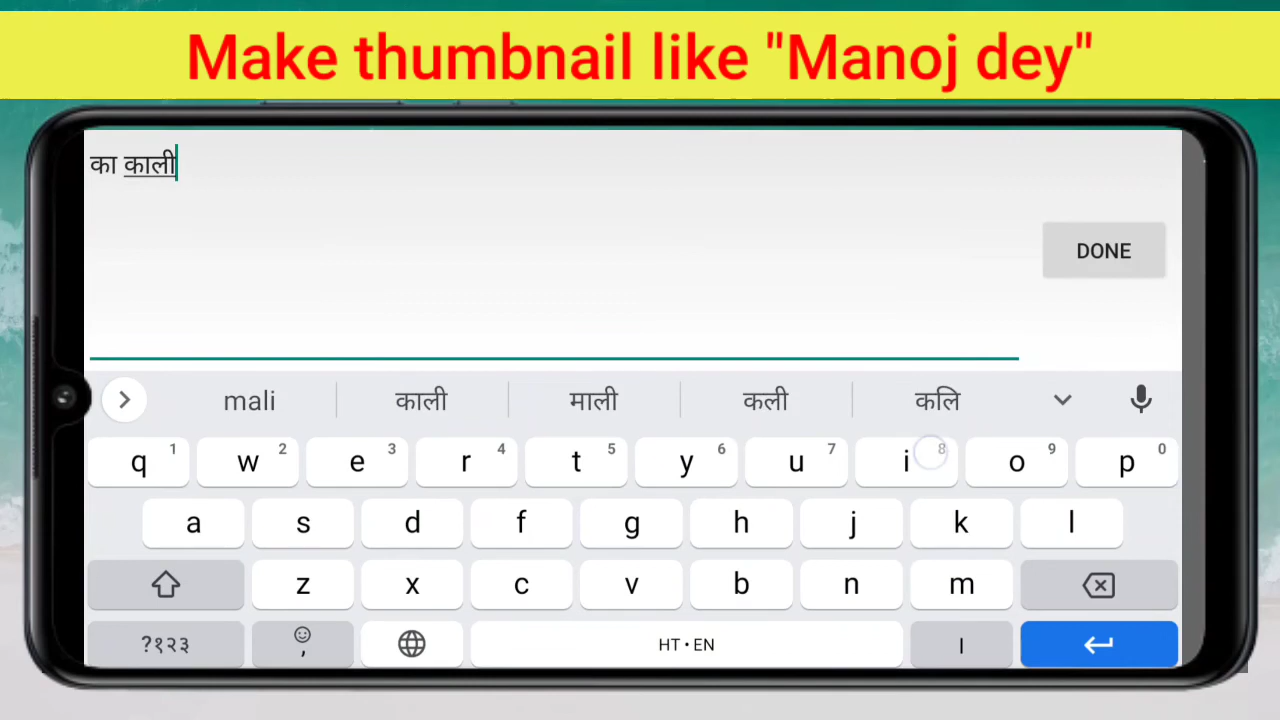 Make thumbnail like "Manoj dey"
का काली
DONE
mali काली माली कली कलि
q 1 w 2 e 3 r 4 t 5 y 6 u 7 i 8 o 9 p 0
a s d f g h j k l
z x c v b n m
?१२३ , HT • EN ।